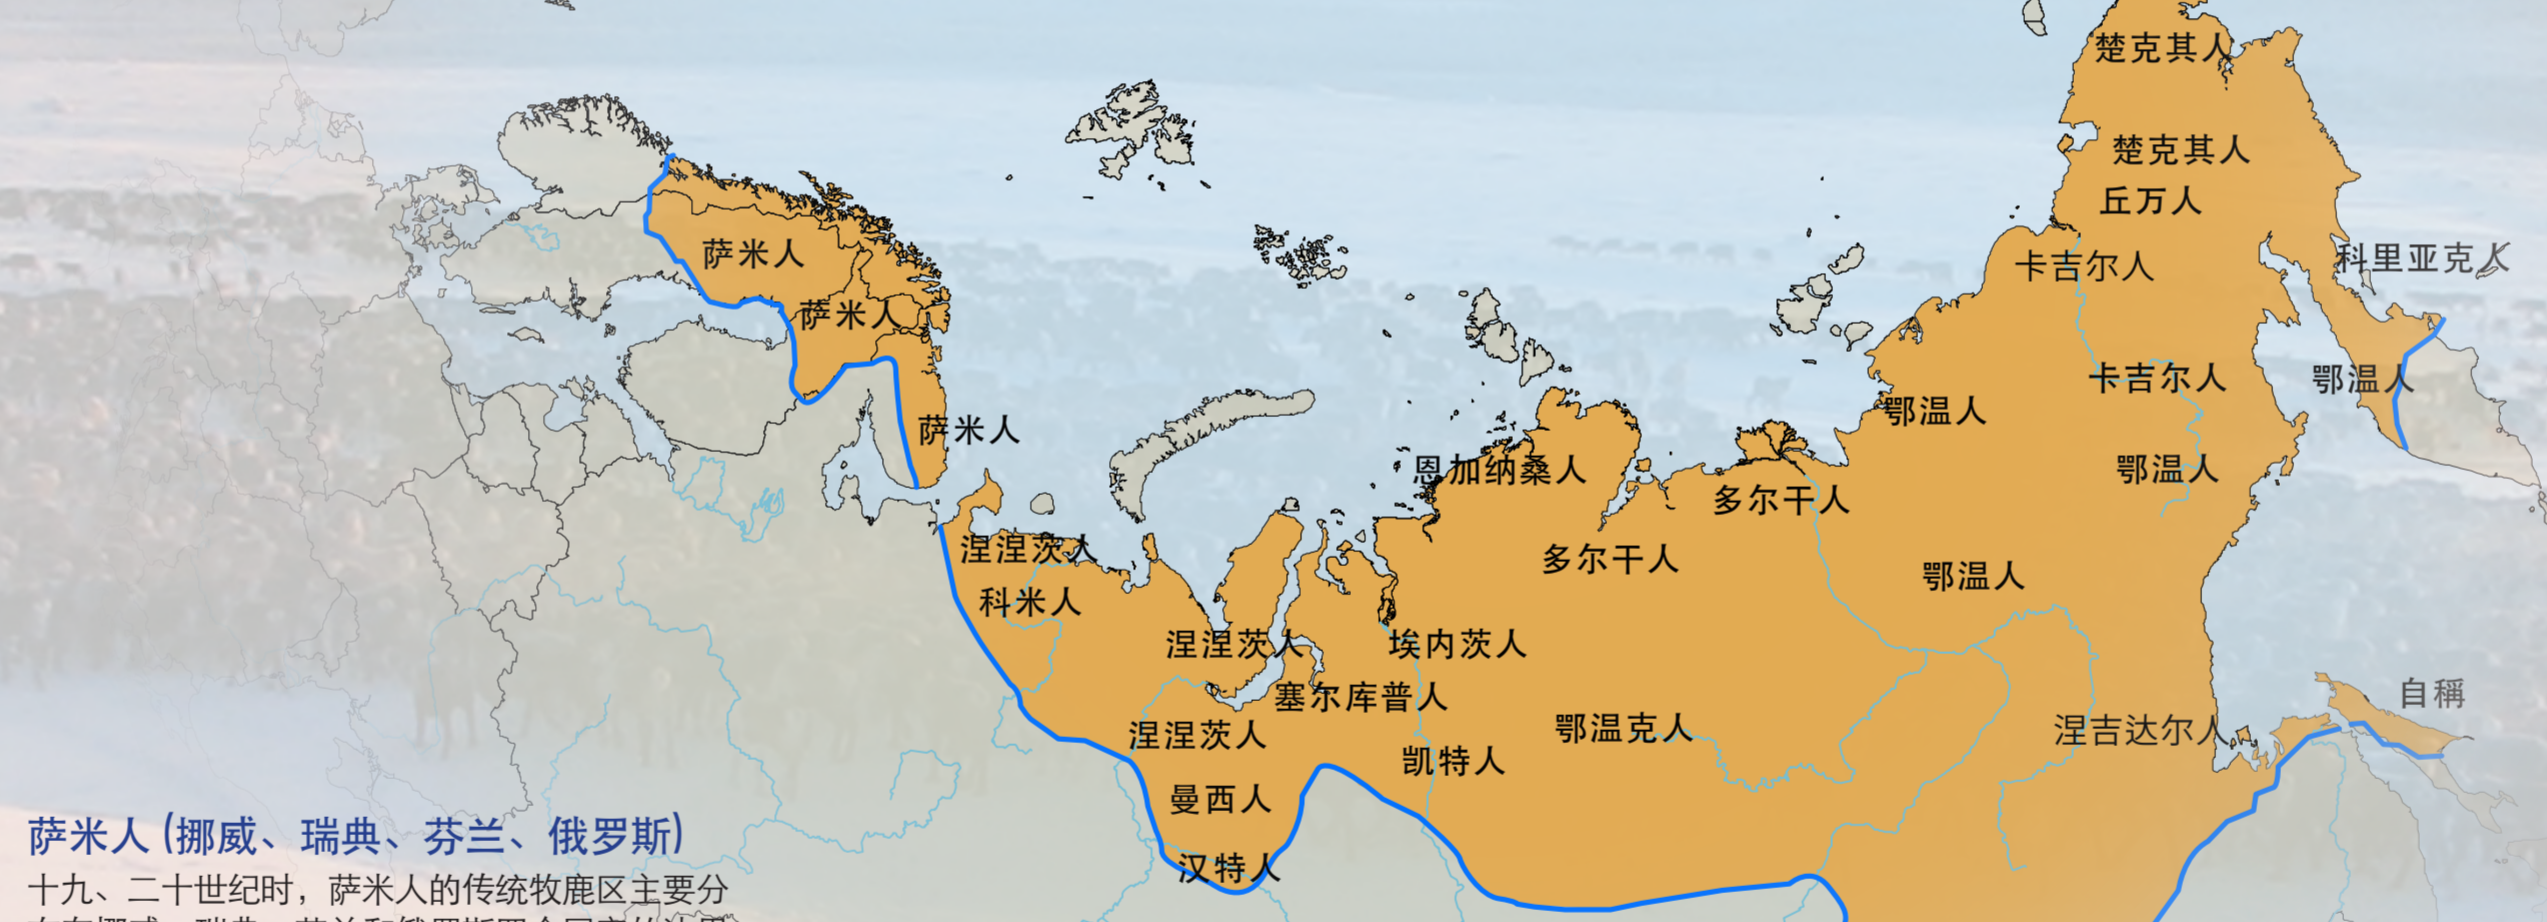 楚克其人
楚克其人
丘万人
萨米人
科里亚克人
卡吉尔人
萨米人
卡吉尔人
鄂温人
鄂温人
萨米人
恩加纳桑人
鄂温人
多尔干人
涅涅茨人
多尔干人
鄂温人
科米人
涅涅茨人
埃内茨人
塞尔库普人
自稱
涅涅茨人
鄂温克人
涅吉达尔人
凯特人
曼西人
汉特人
萨米人(挪威、瑞典、芬兰、俄罗斯)
十九、二十世纪时，萨米人的传统牧鹿区主要分